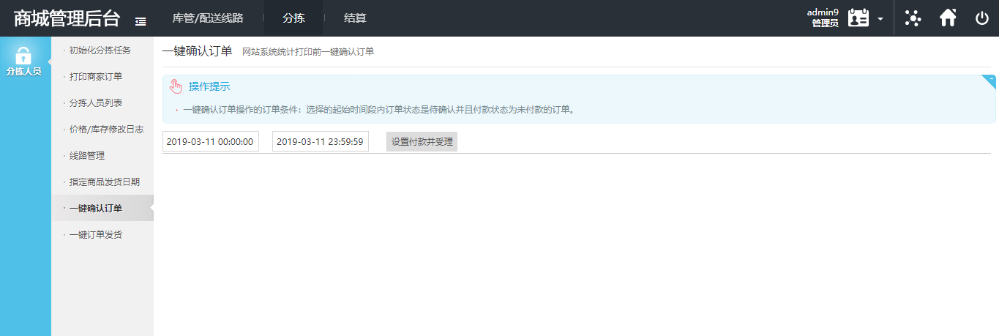 商城管理后台
库管/配送线路
分拣
结算
admin9
管理员
分拣人员
· 初始化分拣任务
· 打印商家订单
· 分拣人员列表
· 价格/库存修改日志
· 线路管理
· 指定商品发货日期
· 一键确认订单
· 一键订单发货
一键确认订单 网站系统统计打印前一键确认订单
操作提示
一键确认订单操作的订单条件：选择的起始时间段内订单状态是待确认并且付款状态为未付款的订单。
2019-03-11 00:00:00 2019-03-11 23:59:59 设置付款并受理